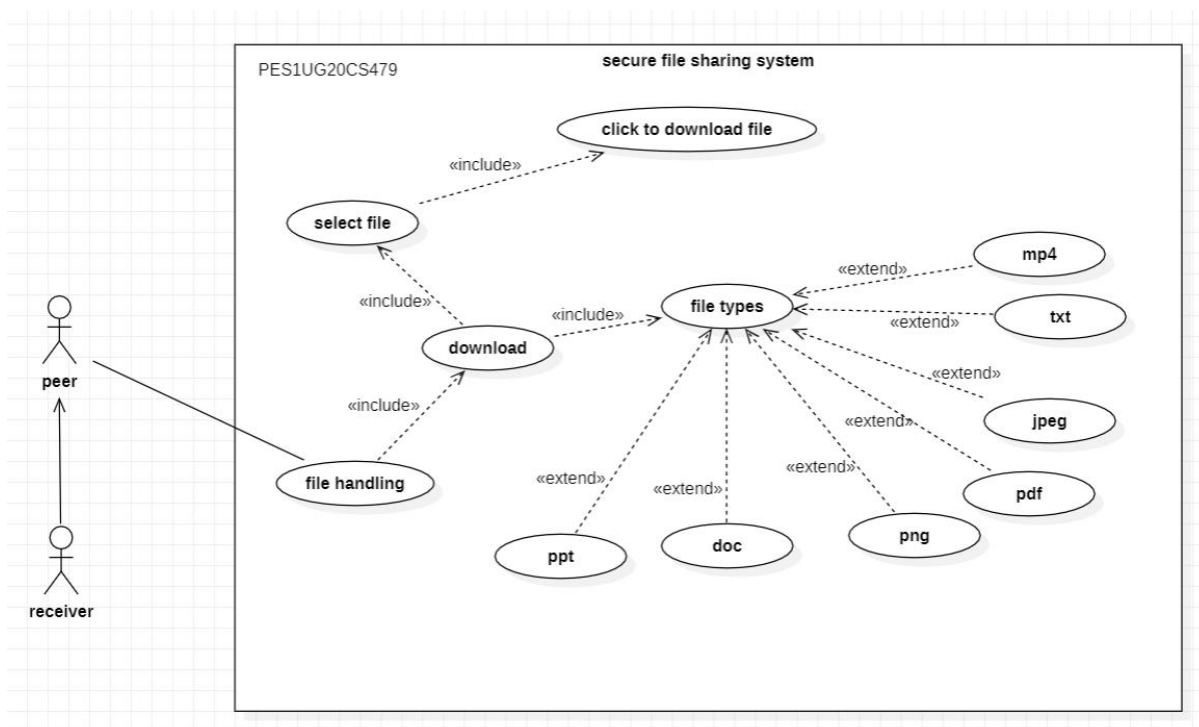 secure file sharing system
PES1UG20CS479
click to download file
«include»
select file
mp4
«extend»
«include»
file types
«include»
txt
«extend»
download
peer
«extend»
«include»
jpeg
«extend»
«extend»
file handling
«extend»
«extend»
pdf
png
doc
ppt
receiver